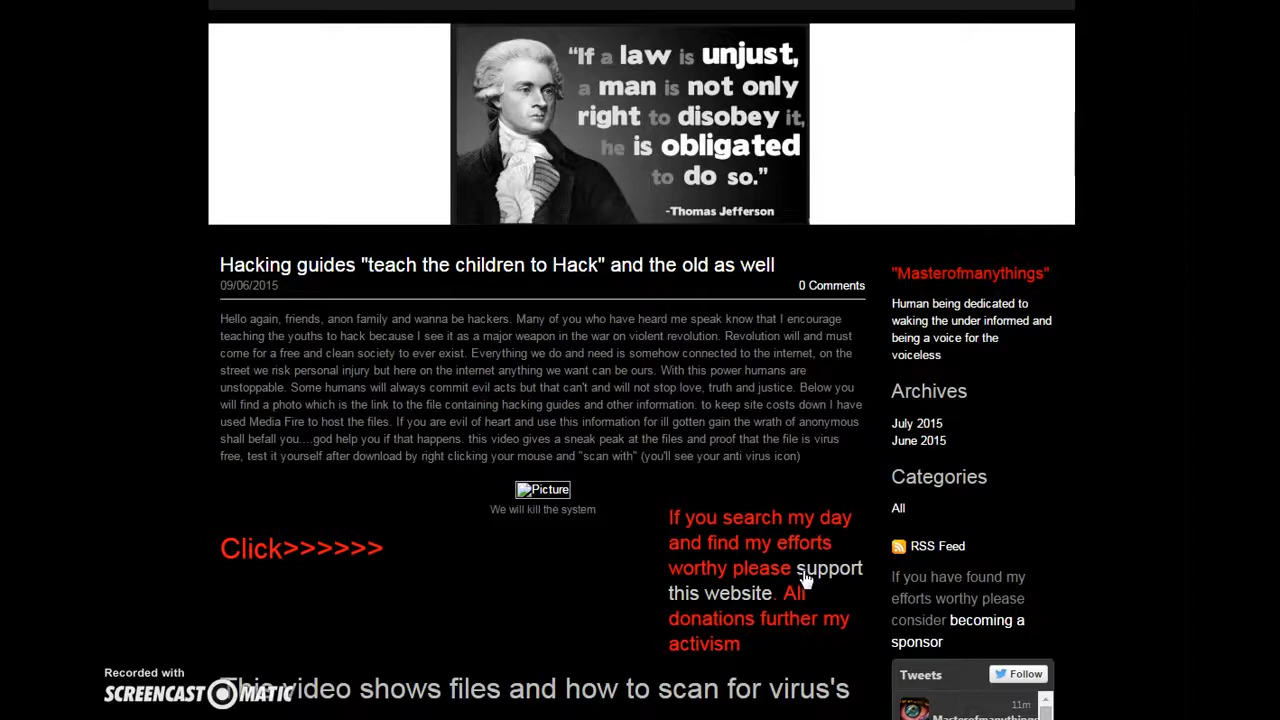 “If a law is unjust,
a man is not only
right to disobey it,
he is obligated
to do so.”
-Thomas Jefferson
Hacking guides "teach the children to Hack" and the old as well
09/06/2015
0 Comments
Hello again, friends, anon family and wanna be hackers. Many of you who have heard me speak know that I encourage
teaching the youths to hack because I see it as a major weapon in the war on violent revolution. Revolution will and must
come for a free and clean society to ever exist. Everything we do and need is somehow connected to the internet, on the
street we risk personal injury but here on the internet anything we want can be ours. With this power humans are
unstoppable. Some humans will always commit evil acts but that can't and will not stop love, truth and justice. Below you
will find a photo which is the link to the file containing hacking guides and other information. to keep site costs down I have
used Media Fire to host the files. If you are evil of heart and use this information for ill gotten gain the wrath of anonymous
shall befall you....god help you if that happens. this video gives a sneak peak at the files and proof that the file is virus
free, test it yourself after download by right clicking your mouse and "scan with" (you'll see your anti virus icon)
Picture
We will kill the system
Click>>>>>>
If you search my day
and find my efforts
worthy please support
this website. All
donations further my
activism
This video shows files and how to scan for virus's
"Masterofmanythings"
Human being dedicated to
waking the under informed and
being a voice for the
voiceless
Archives
July 2015
June 2015
Categories
All
RSS Feed
If you have found my
efforts worthy please
consider becoming a
sponsor
Tweets
Follow
11m
Masterofmanythings
Recorded with
SCREENCAST MATIC